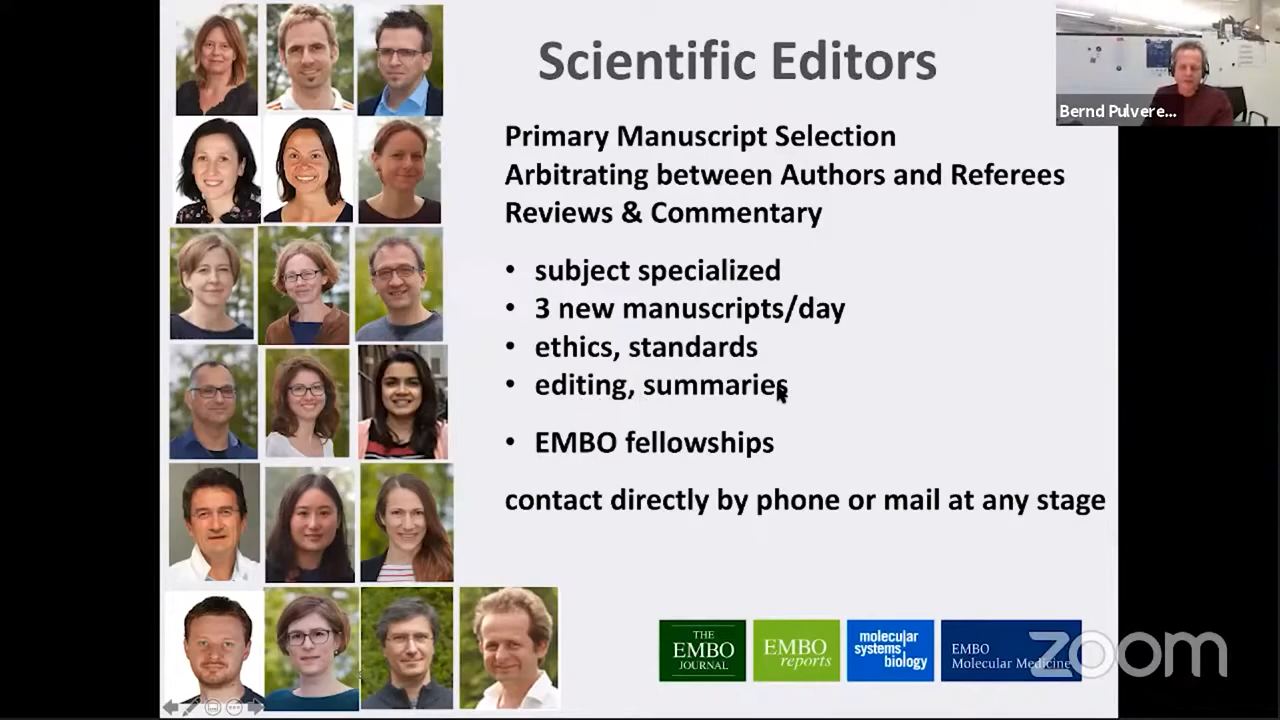 Scientific Editors
Bernd Pulvere...
Primary Manuscript Selection
Arbitrating between Authors and Referees
Reviews & Commentary
• subject specialized
• 3 new manuscripts/day
• ethics, standards
• editing, summaries
• EMBO fellowships
contact directly by phone or mail at any stage
THE
EMBO
JOURNAL
EMBO
reports
molecular
systems
biology
EMBO
Molecular Medicine
zoom